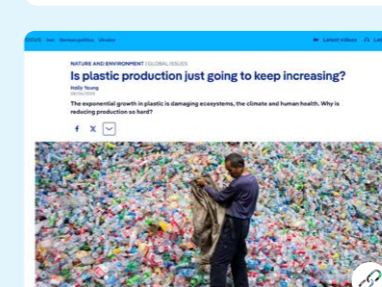 Latest videos
NATURE AND ENVIRONMENT | GLOBAL ISSUES
Is plastic production just going to keep increasing?
Holly Young
The exponential growth in plastic is damaging ecosystems, the climate and human health. Why is
reducing production so hard?